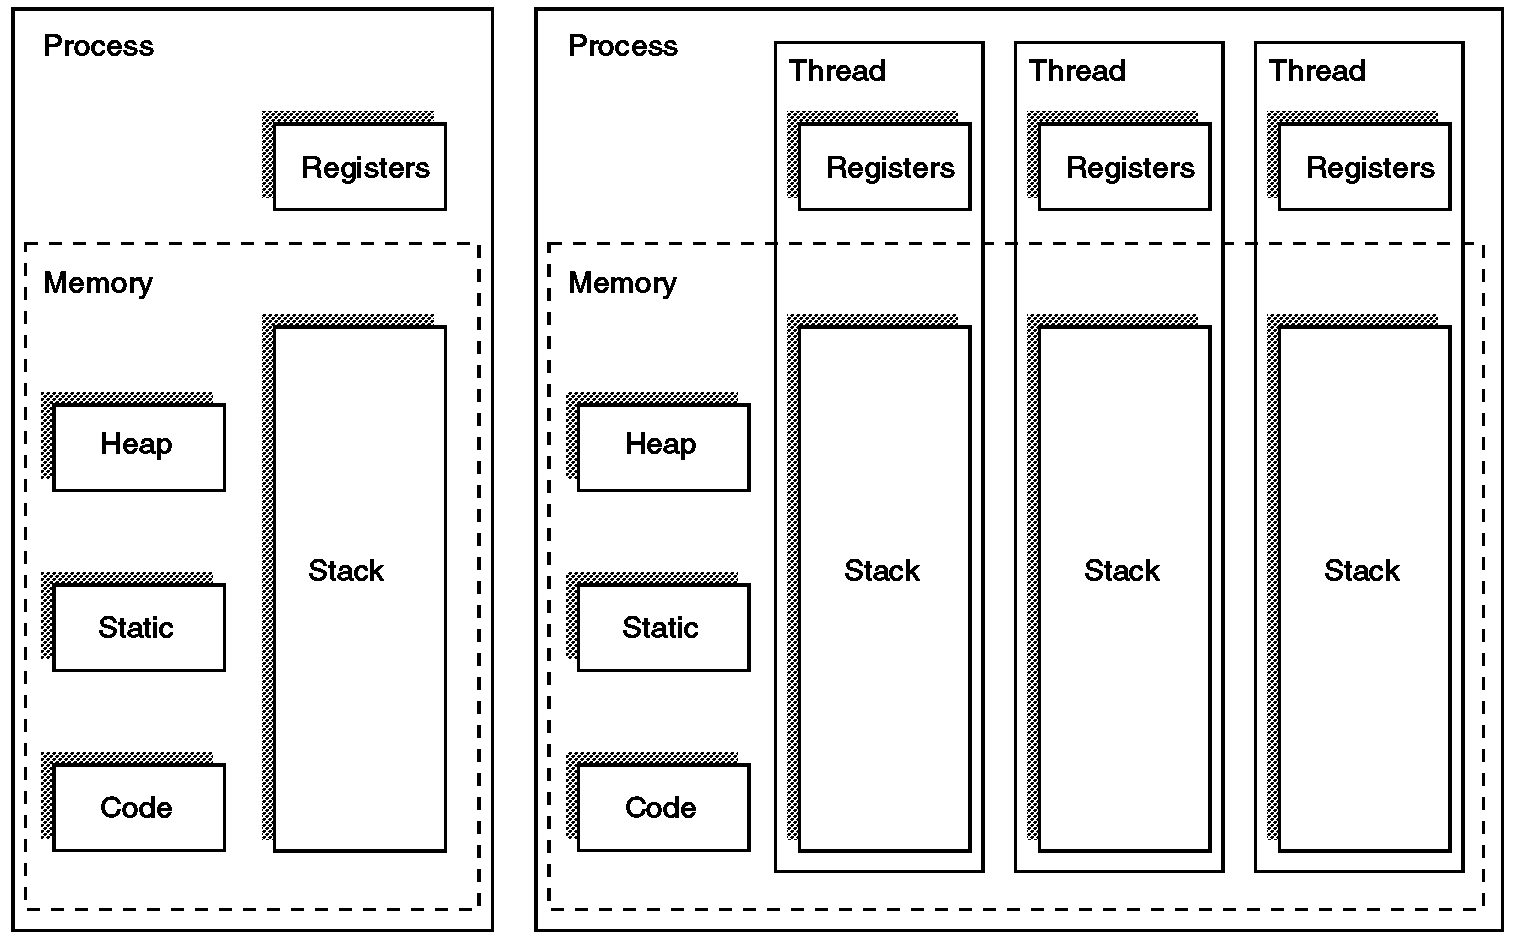 Process
Registers
Memory
Heap
Stack
Static
Code
Process
Thread
Thread
Thread
Registers
Registers
Registers
Memory
Heap
Static
Stack
Stack
Stack
Code